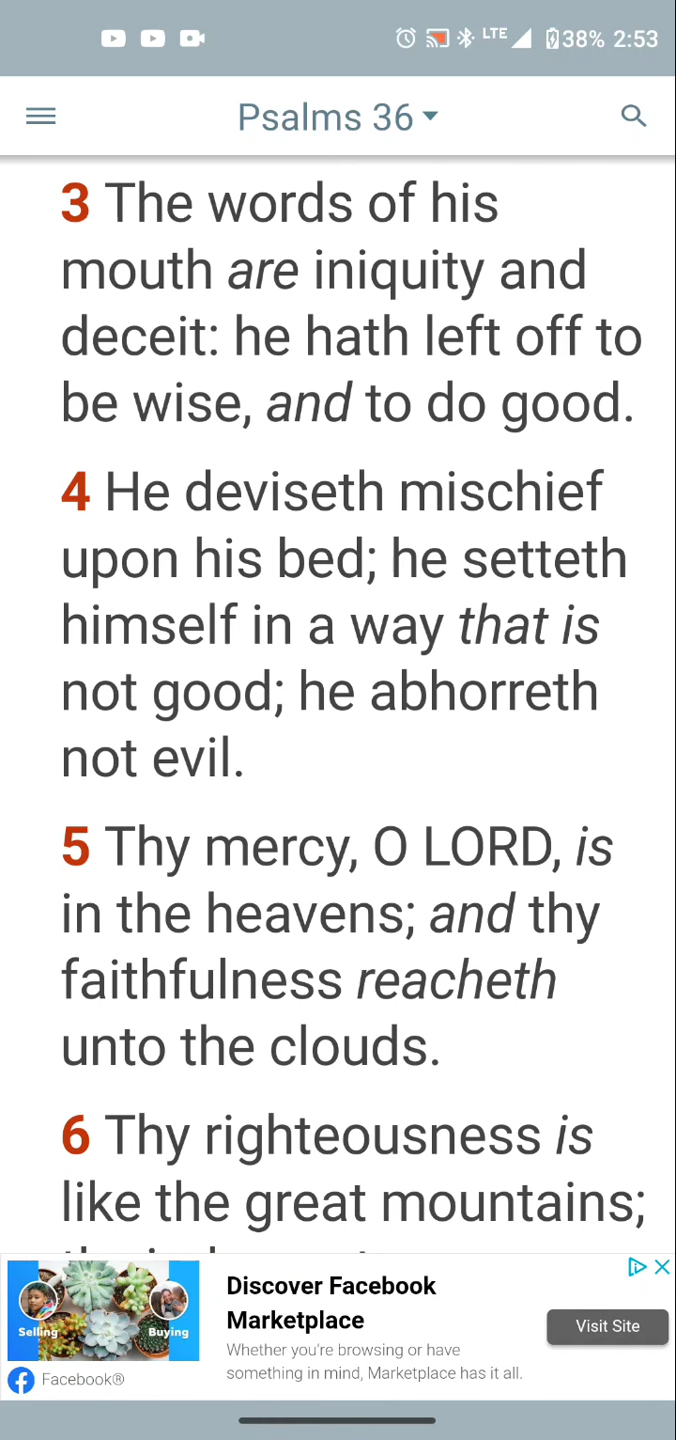 LTE 38% 2:53
Psalms 36
3 The words of his
mouth are iniquity and
deceit: he hath left off to
be wise, and to do good.
4 He deviseth mischief
upon his bed; he setteth
himself in a way that is
not good; he abhorreth
not evil.
5 Thy mercy, O LORD, is
in the heavens; and thy
faithfulness reacheth
unto the clouds.
6 Thy righteousness is
like the great mountains;
Selling Buying
Facebook®
Discover Facebook
Marketplace
Whether you're browsing or have
something in mind, Marketplace has it all.
Visit Site